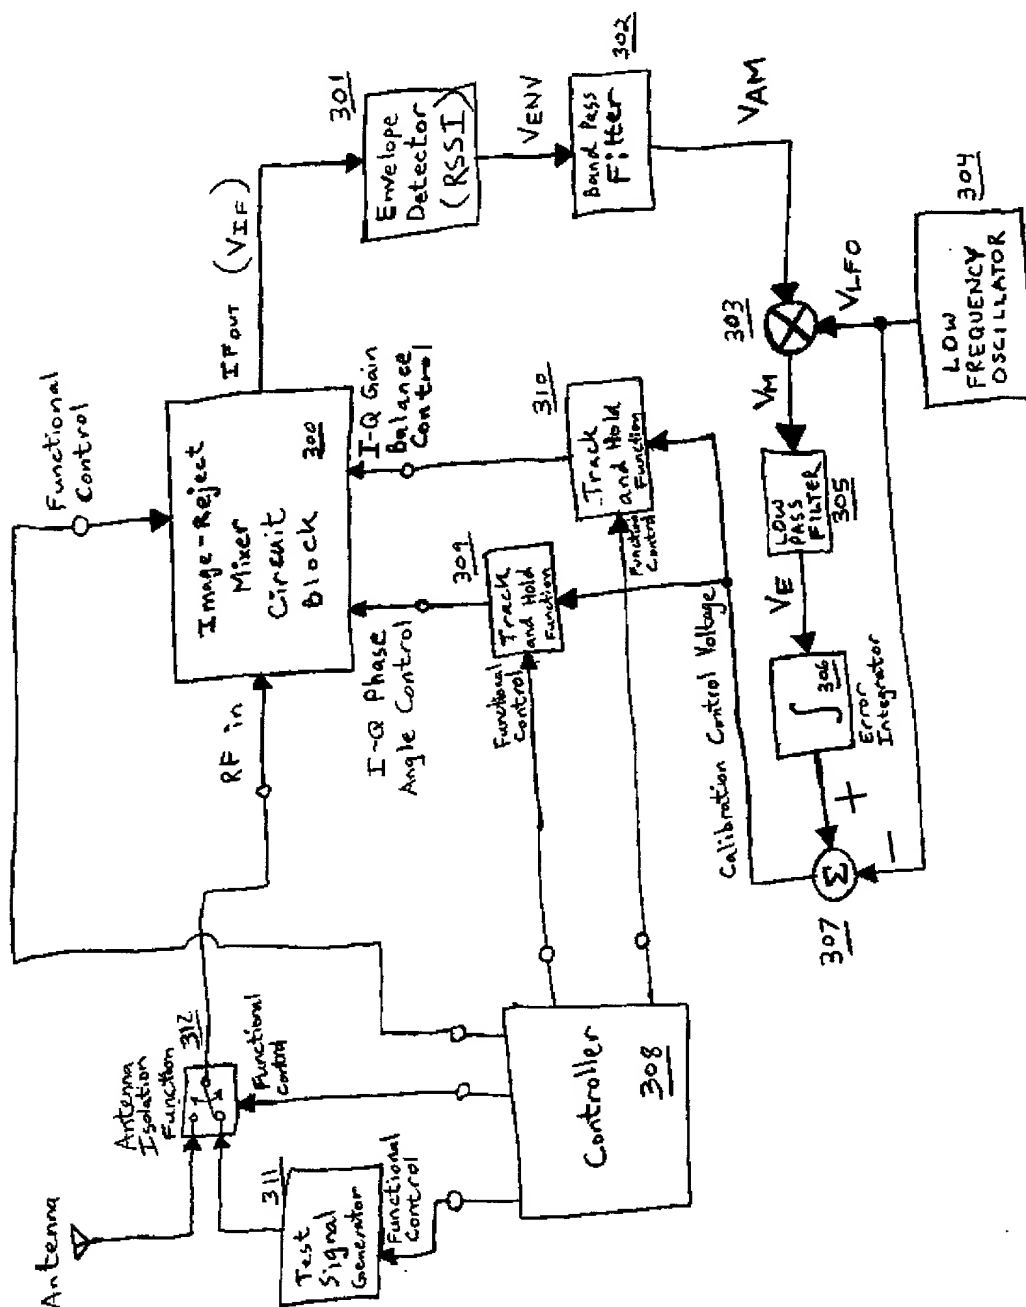 Antenna
Antenna
Isolation
Function
312
Functional
Control
311
Test
Signal
Generator
Functional
Control
Controller
308
Functional
Control
RF in
Image-Reject
Mixer
Circuit
Block
300
IFOUT (VIF)
I-Q Phase
Angle Control
I-Q Gain
Balance
Control
301
Envelope
Detector
(RSSI)
VENV
302
Band Pass
Filter
VAM
309
Track
and Hold
Function
Functional
Control
310
Track
and Hold
Function
Function
Control
Calibration Control Voltage
303
VLFO
304
LOW
FREQUENCY
OSCILLATOR
VM
LOW
PASS
FILTER
305
VE
∫ 306
Error
Integrator
+
-
Σ
307